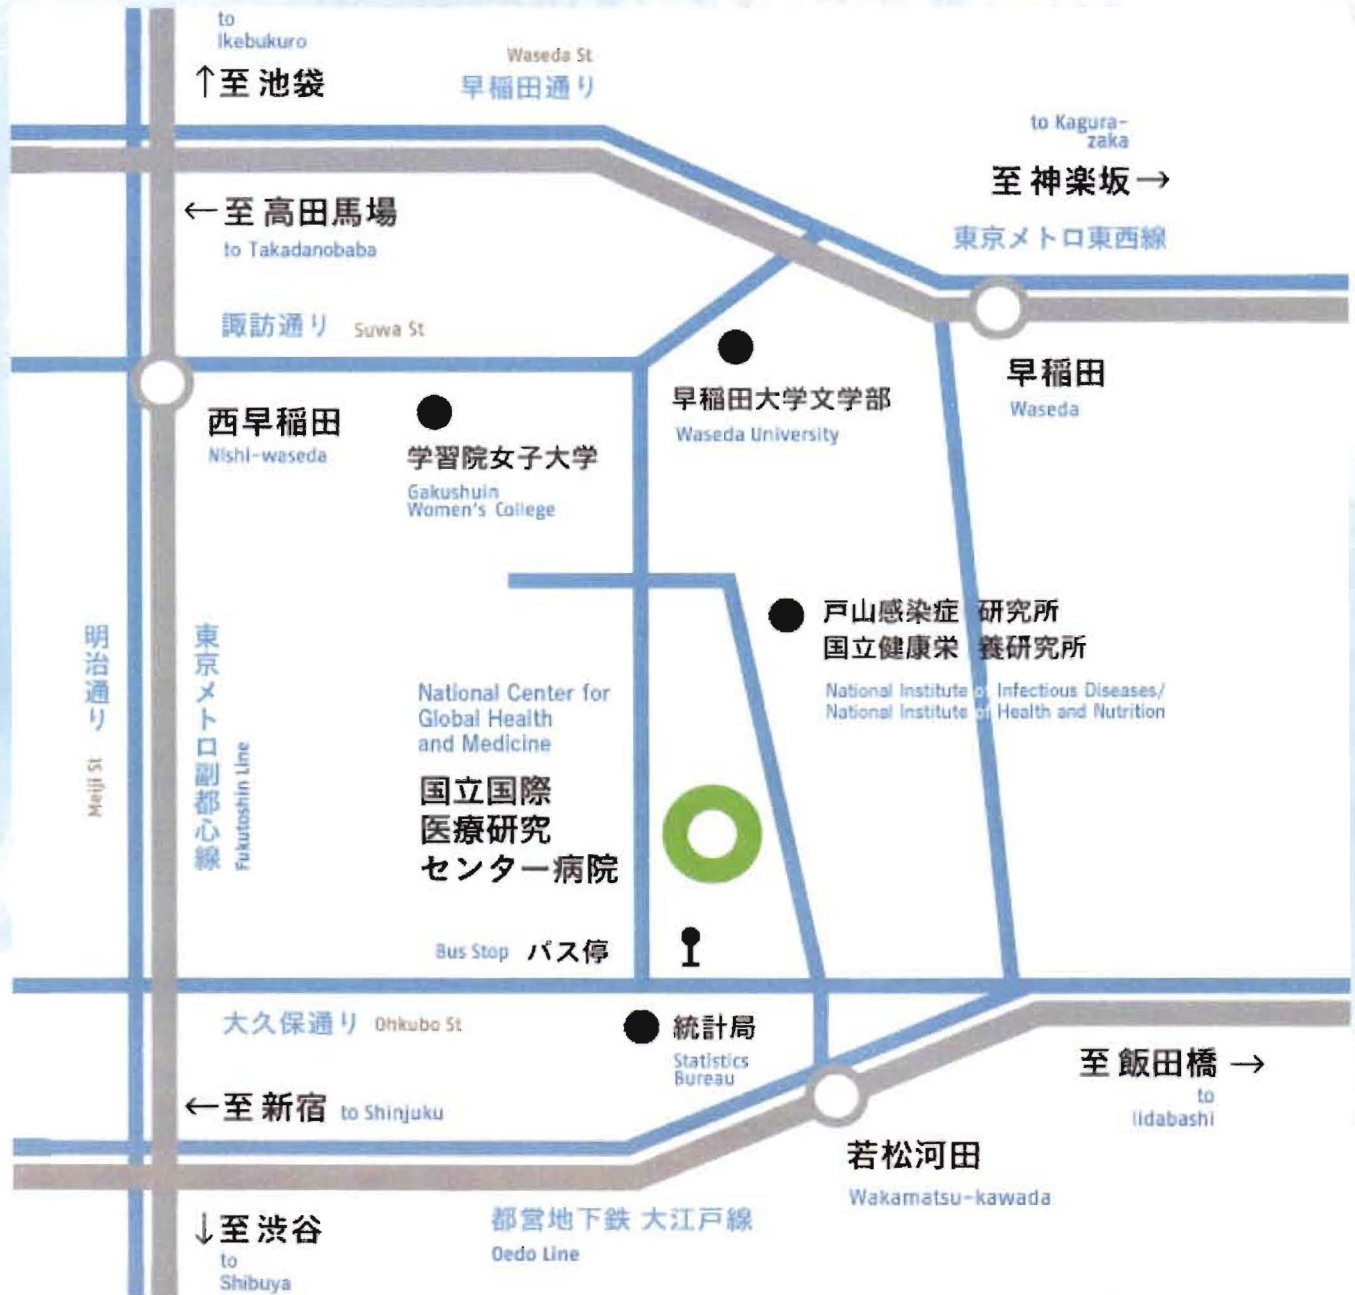 to
Ikebukuro
↑至 池袋
Waseda St
早稲田通り
to Kagura-
zaka
至 神楽坂→
←至 高田馬場
to Takadanobaba
東京メトロ東西線
諏訪通り Suwa St
早稲田
Waseda
西早稲田
Nishi-waseda
学習院女子大学
Gakushuin
Women's College
早稲田大学文学部
Waseda University
戸山感染症 研究所
国立健康栄 養研究所
National Institute of Infectious Diseases/
National Institute of Health and Nutrition
明治通り
Meiji St
東京メトロ副都心線
Fukutoshin Line
National Center for
Global Health
and Medicine
国立国際
医療研究
センター病院
Bus Stop バス停
大久保通り Ohkubo St
統計局
Statistics
Bureau
至 飯田橋 →
to
Iidabashi
←至 新宿 to Shinjuku
若松河田
Wakamatsu-kawada
↓至 渋谷
to
Shibuya
都営地下鉄 大江戸線
Oedo Line